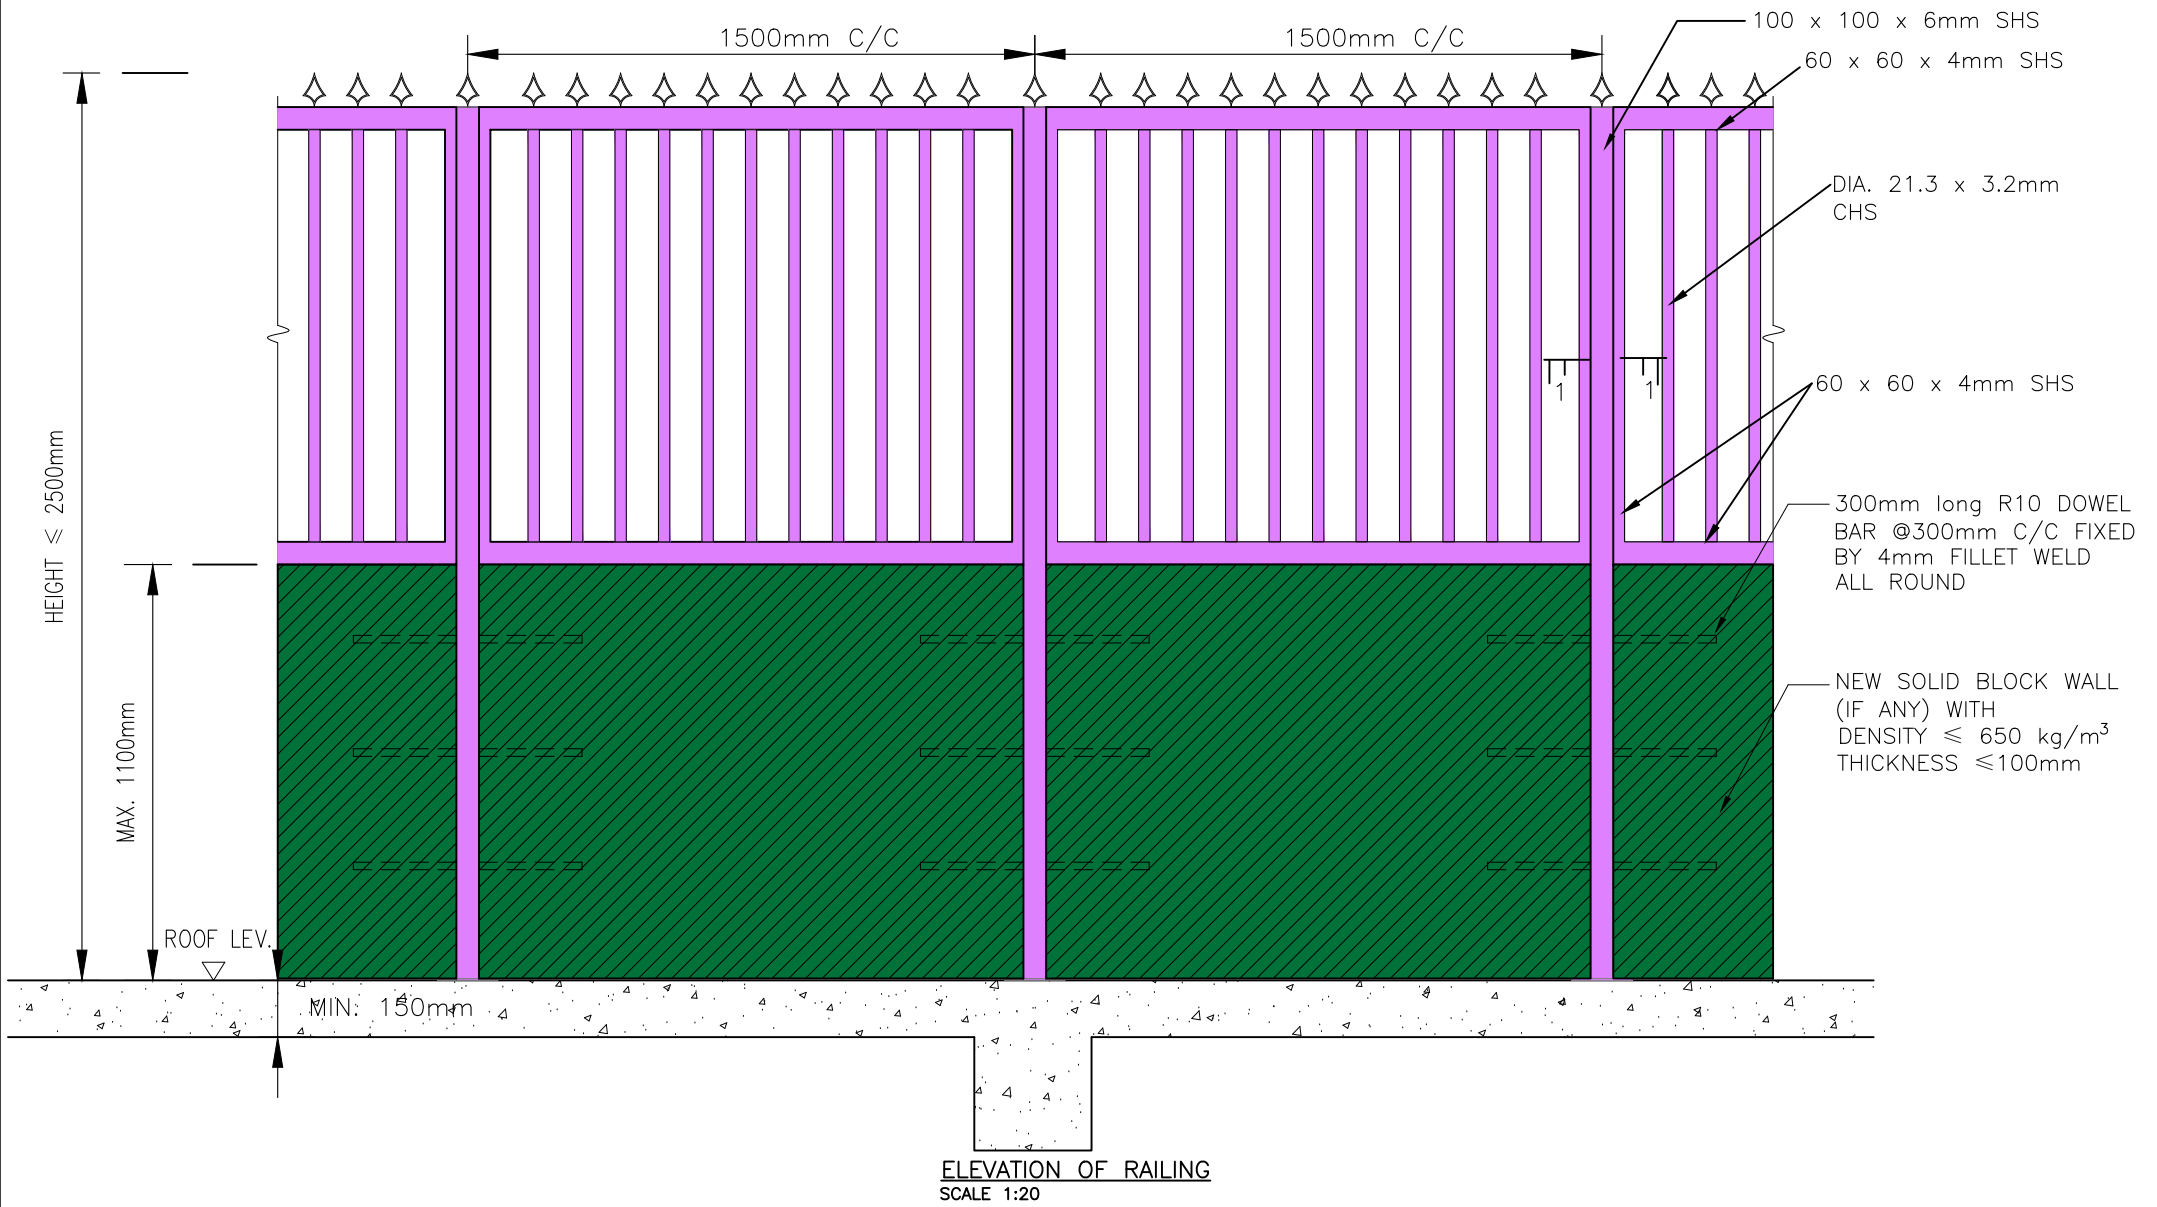 1500mm C/C
1500mm C/C
100 x 100 x 6mm SHS
60 x 60 x 4mm SHS
DIA. 21.3 x 3.2mm
CHS
1
1
60 x 60 x 4mm SHS
HEIGHT ≤ 2500mm
300mm long R10 DOWEL
BAR @300mm C/C FIXED
BY 4mm FILLET WELD
ALL ROUND
MAX. 1100mm
NEW SOLID BLOCK WALL
(IF ANY) WITH
DENSITY ≤ 650 kg/m³
THICKNESS ≤100mm
ROOF LEV.
MIN. 150mm
ELEVATION OF RAILING
SCALE 1:20